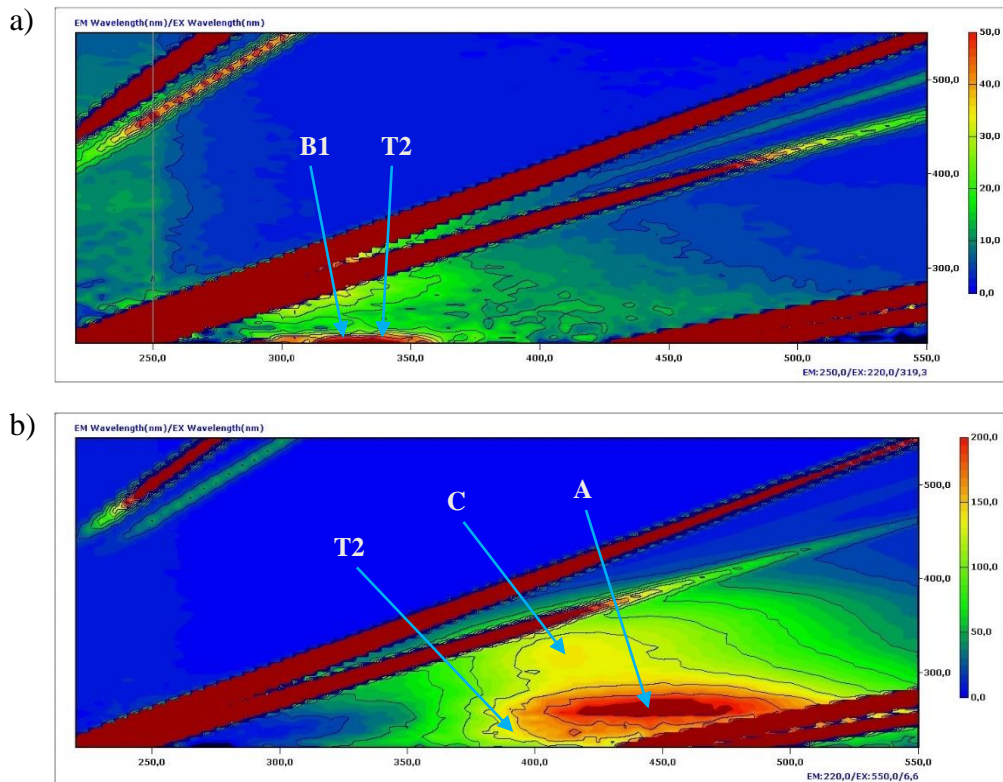 a)
EM Wavelength(nm)/EX Wavelength(nm)
50,0
500,0
40,0
B1 T2
30,0
400,0
20,0
300,0
10,0
0,0
250,0 300,0 350,0 400,0 450,0 500,0 550,0
EM:250,0/EX:220,0/319,3
b)
EM Wavelength(nm)/EX Wavelength(nm)
200,0
500,0
C A
150,0
T2
400,0
100,0
300,0
50,0
0,0
250,0 300,0 350,0 400,0 450,0 500,0 550,0
EM:220,0/EX:550,0/6,6